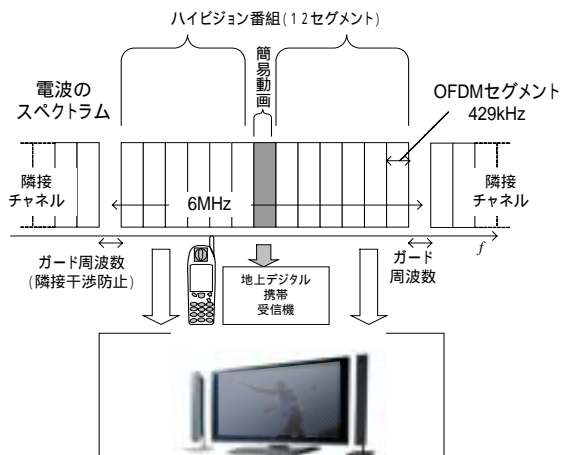 ハイビジョン番組(12セグメント)
簡易動画
電波の
スペクトラム
OFDMセグメント
429kHz
隣接
チャネル
6MHz
隣接
チャネル
f
ガード周波数
(隣接干渉防止)
地上デジタル
携帯
受信機
ガード
周波数